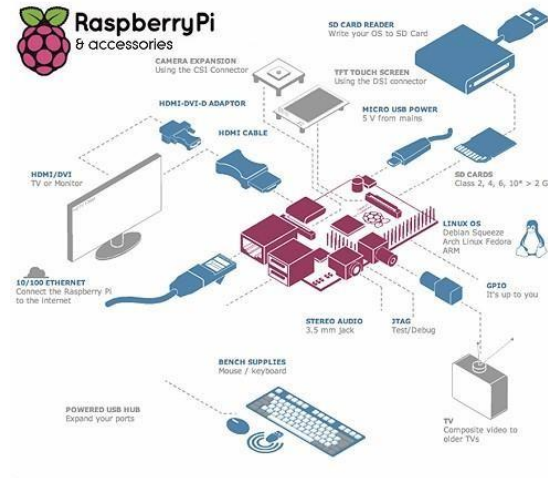 RaspberryPi
& accessories
SD CARD READER
Write your OS to SD Card
CAMERA EXPANSION
Using the CSI Connector
TFT TOUCH SCREEN
Using the DSI connector
HDMI-DVI-D ADAPTOR
MICRO USB POWER
5 V from mains
HDMI CABLE
HDMI/DVI
TV or Monitor
SD CARDS
Class 2, 4, 6, 10* > 2 G
LINUX OS
Debian Squeeze
Arch Linux Fedora
ARM
10/100 ETHERNET
Connect the Raspberry Pi
to the Internet
GPIO
It's up to you
STEREO AUDIO
3.5 mm jack
JTAG
Test/Debug
BENCH SUPPLIES
Mouse / keyboard
POWERED USB HUB
Expand your ports
TV
Composite video to
older TVs